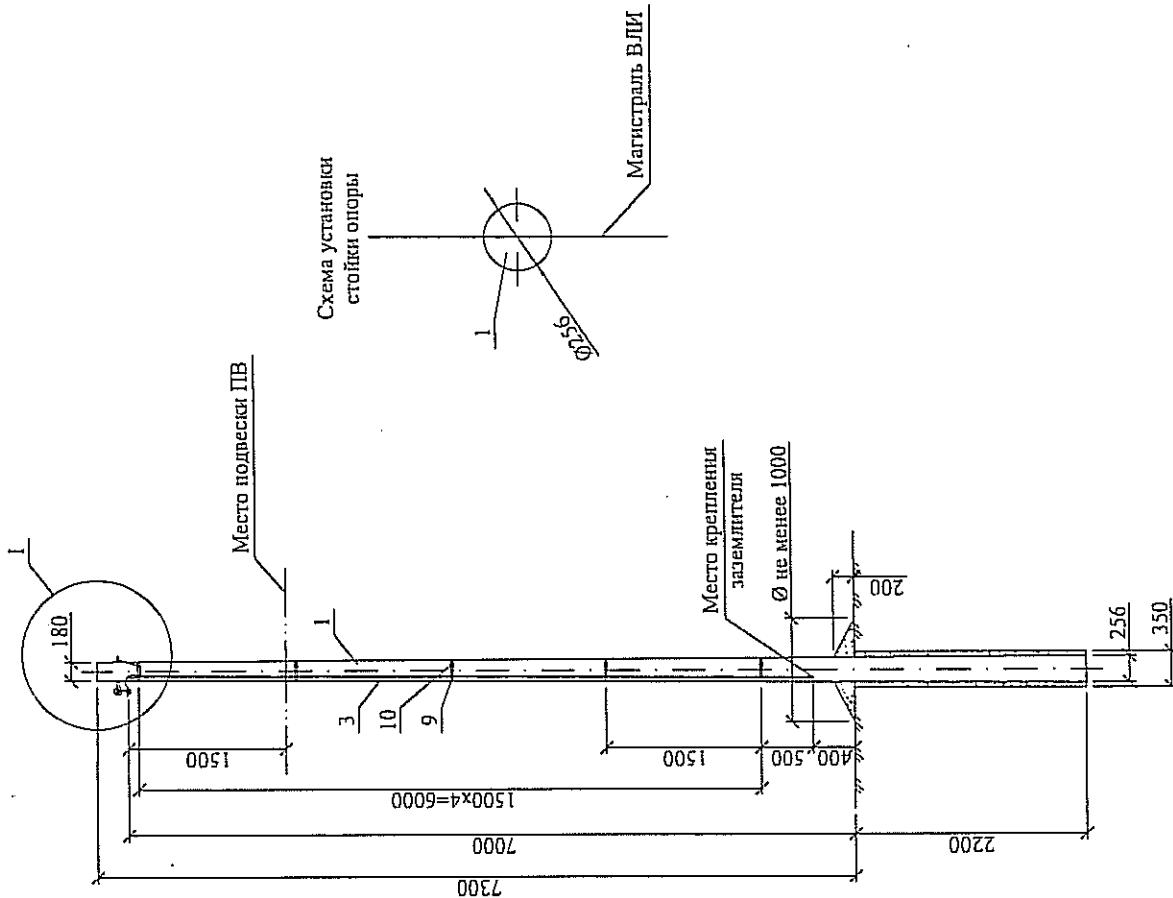 I
180
Место подвески ПВ
1
3
10
9
1500
1500
1500х4=6000
7000
7300
500
400
2200
Место крепления
заземлителя
Ø не менее 1000
200
256
350
Схема установки
стойки опоры
1
Ф256
Магистраль ВЛИ